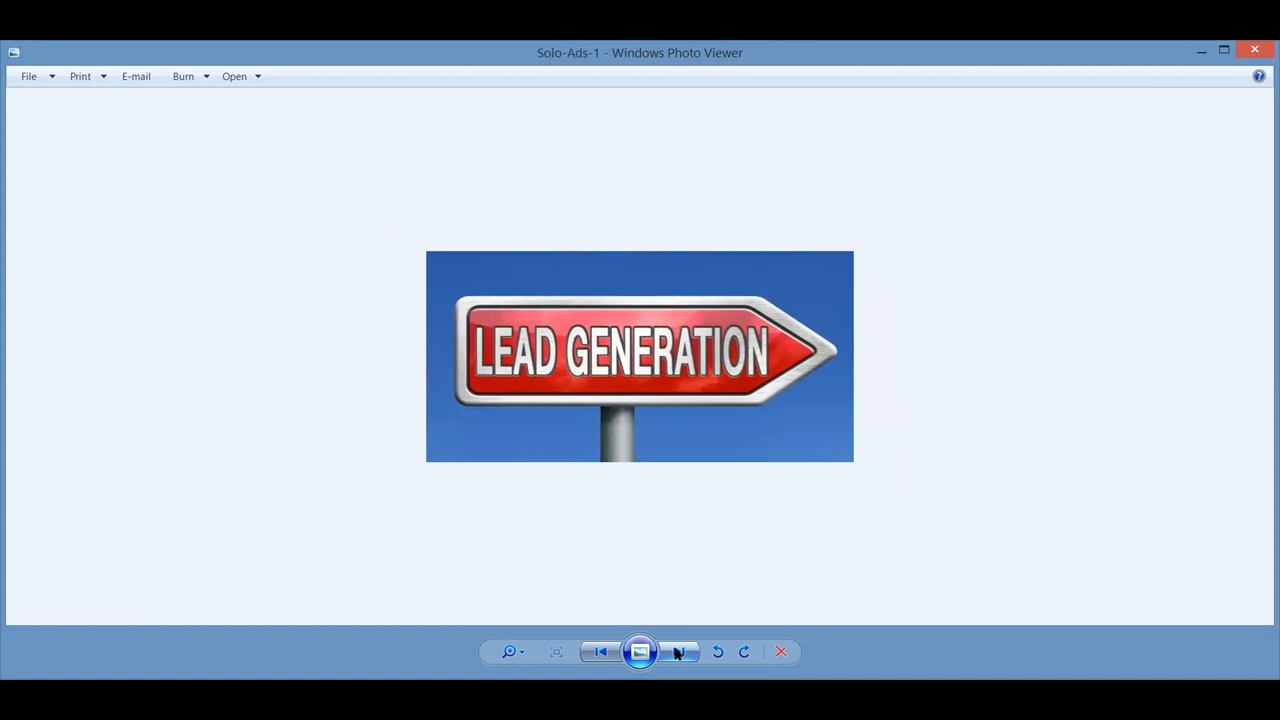 Solo-Ads-1 - Windows Photo Viewer
File Print E-mail Burn Open
LEAD GENERATION